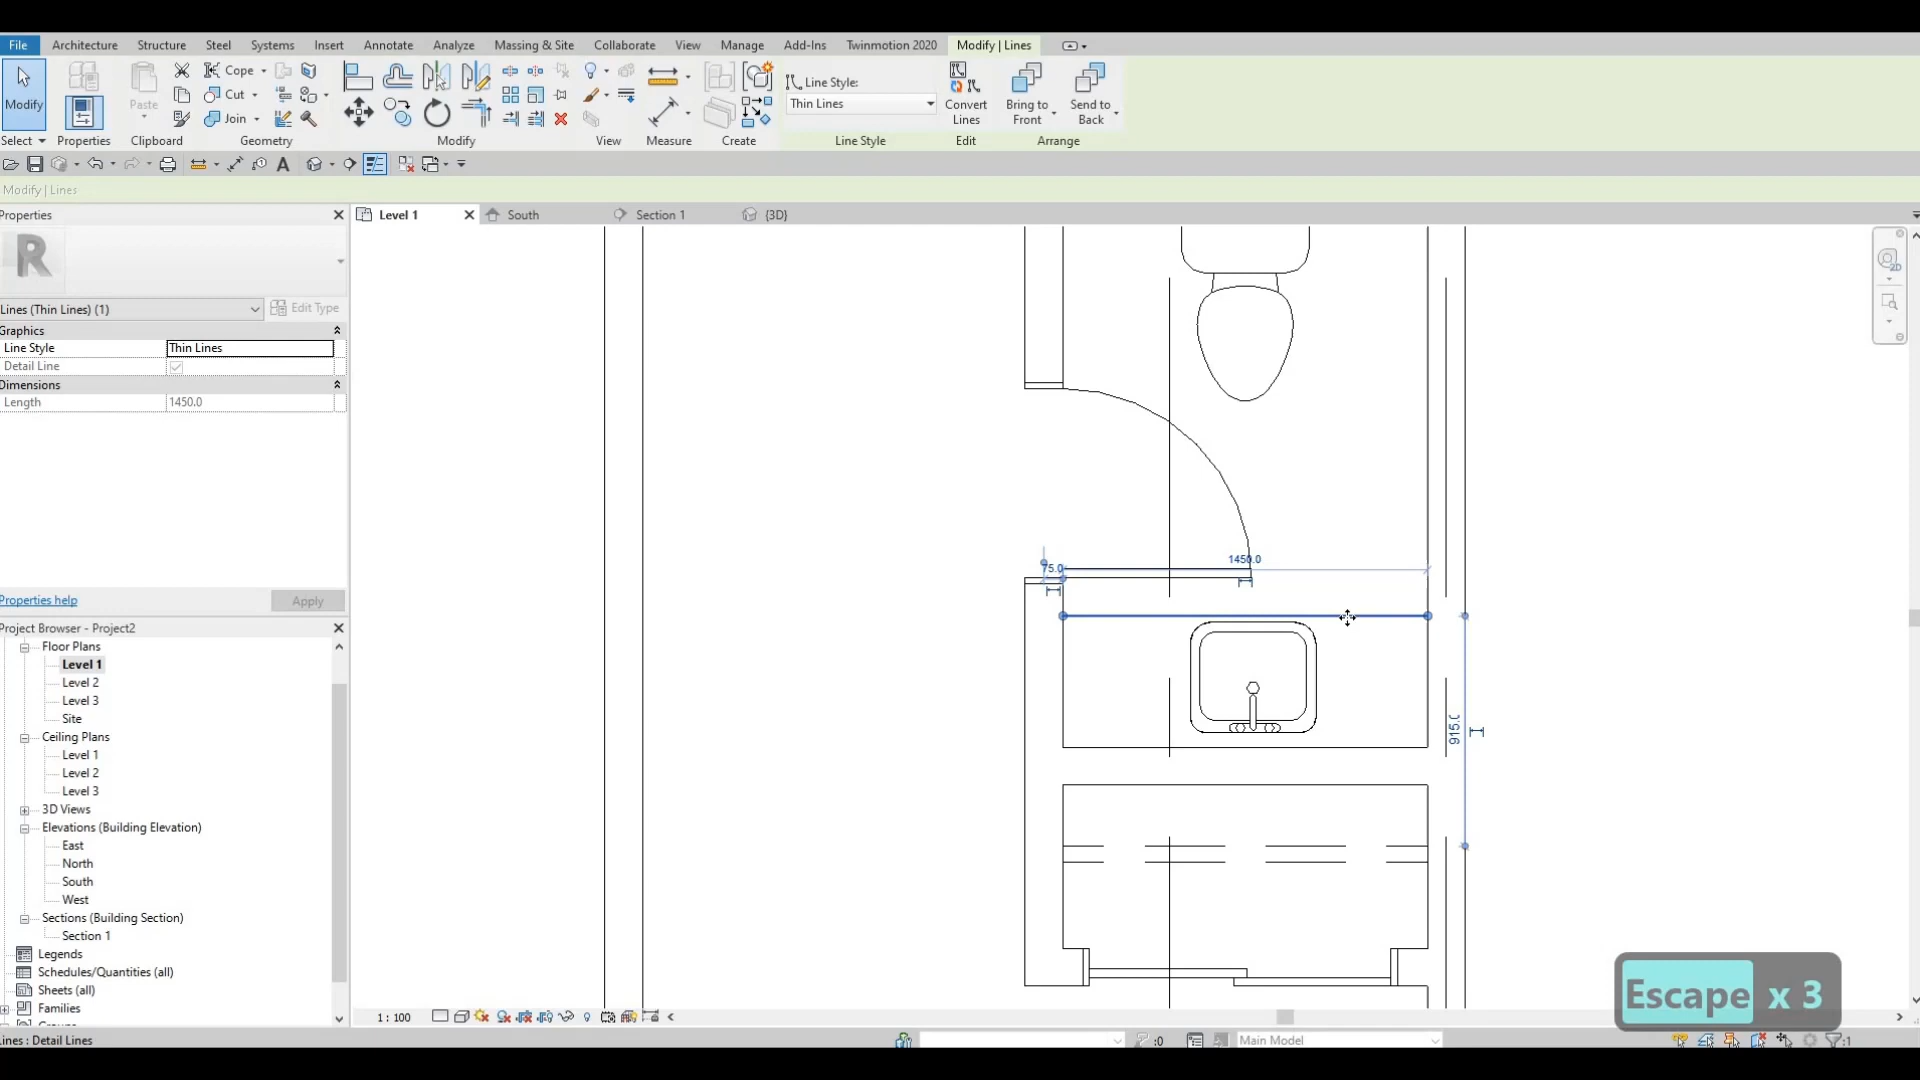 File Architecture Structure Steel Systems Insert Annotate Analyze Massing & Site Collaborate View Manage Add-Ins Twinmotion 2020 Modify | Lines
Modify Paste Cope Cut Join Line Style: Thin Lines Convert Lines Bring to Front Send to Back
Select Properties Clipboard Geometry Modify View Measure Create Line Style Edit Arrange
Modify | Lines
Properties
Level 1 South Section 1 {3D}
R
2D
Lines (Thin Lines) (1) Edit Type
Graphics
Line Style Thin Lines
Detail Line
Dimensions
Length 1450.0
1450.0
75.0
915.0
Properties help Apply
Project Browser - Project2
Floor Plans
Level 1
Level 2
Level 3
Site
Ceiling Plans
Level 1
Level 2
Level 3
3D Views
Elevations (Building Elevation)
East
North
South
West
Sections (Building Section)
Section 1
Legends
Schedules/Quantities (all)
Sheets (all)
Families
Escape x 3
1 : 100
Lines : Detail Lines :0 Main Model :1